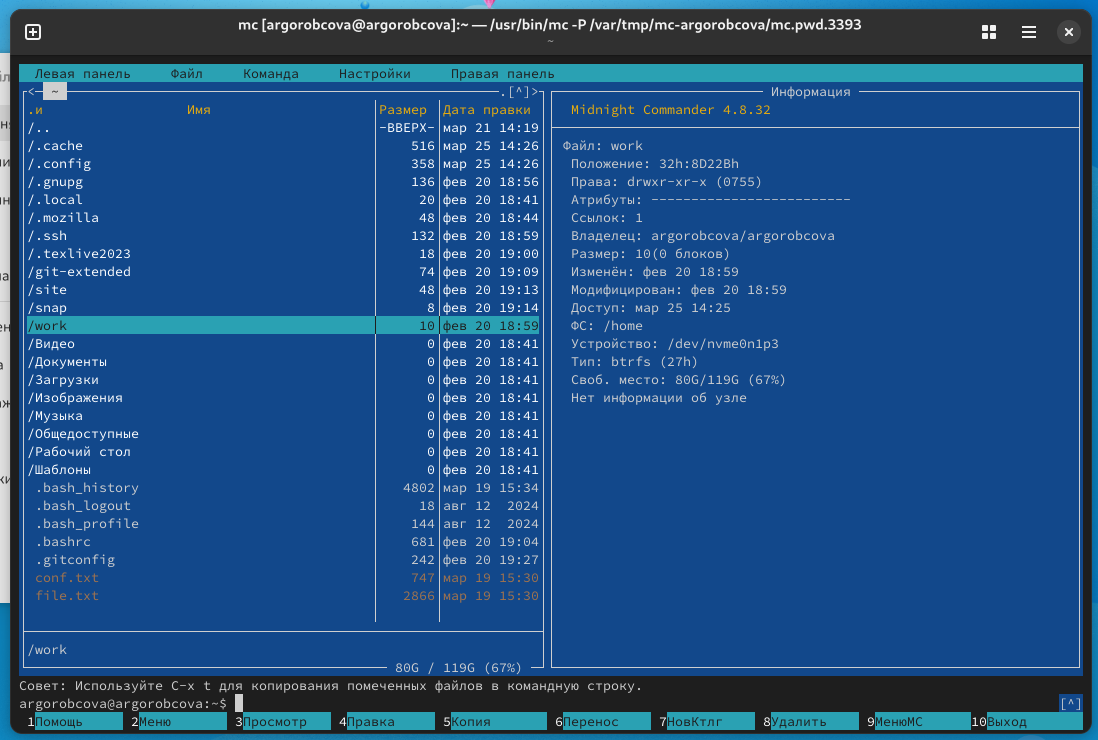 mc [argorobcova@argorobcova]:~ — /usr/bin/mc -P /var/tmp/mc-argorobcova/mc.pwd.3393
~
Левая панель Файл Команда Настройки Правая панель
<- ~ .[^]>
.и Имя Размер Дата правки
/.. -ВВЕРХ- мар 21 14:19
/.cache 516 мар 25 14:26
/.config 358 мар 25 14:26
/.gnupg 136 фев 20 18:56
/.local 20 фев 20 18:41
/.mozilla 48 фев 20 18:44
/.ssh 132 фев 20 18:59
/.texlive2023 18 фев 20 19:00
/git-extended 74 фев 20 19:09
/site 48 фев 20 19:13
/snap 8 фев 20 19:14
/work 10 фев 20 18:59
/Видео 0 фев 20 18:41
/Документы 0 фев 20 18:41
/Загрузки 0 фев 20 18:41
/Изображения 0 фев 20 18:41
/Музыка 0 фев 20 18:41
/Общедоступные 0 фев 20 18:41
/Рабочий стол 0 фев 20 18:41
/Шаблоны 0 фев 20 18:41
.bash_history 4802 мар 19 15:34
.bash_logout 18 авг 12 2024
.bash_profile 144 авг 12 2024
.bashrc 681 фев 20 19:04
.gitconfig 242 фев 20 19:27
conf.txt 747 мар 19 15:30
file.txt 2866 мар 19 15:30
/work
80G / 119G (67%)
Информация
Midnight Commander 4.8.32
Файл: work
Положение: 32h:8D22Bh
Права: drwxr-xr-x (0755)
Атрибуты: -------------------------
Ссылок: 1
Владелец: argorobcova/argorobcova
Размер: 10(0 блоков)
Изменён: фев 20 18:59
Модифицирован: фев 20 18:59
Доступ: мар 25 14:25
ФС: /home
Устройство: /dev/nvme0n1p3
Тип: btrfs (27h)
Своб. место: 80G/119G (67%)
Нет информации об узле
Совет: Используйте C-x t для копирования помеченных файлов в командную строку.
argorobcova@argorobcova:~$ [^]
1Помощь 2Меню 3Просмотр 4Правка 5Копия 6Перенос 7НовКтлг 8Удалить 9МенюМС 10Выход